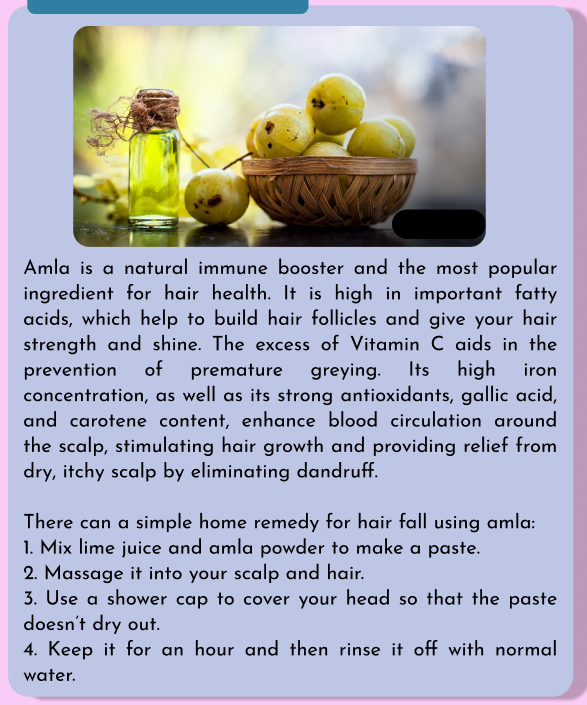 Amla is a natural immune booster and the most popular
ingredient for hair health. It is high in important fatty
acids, which help to build hair follicles and give your hair
strength and shine. The excess of Vitamin C aids in the
prevention of premature greying. Its high iron
concentration, as well as its strong antioxidants, gallic acid,
and carotene content, enhance blood circulation around
the scalp, stimulating hair growth and providing relief from
dry, itchy scalp by eliminating dandruff.
There can a simple home remedy for hair fall using amla:
1. Mix lime juice and amla powder to make a paste.
2. Massage it into your scalp and hair.
3. Use a shower cap to cover your head so that the paste
doesn't dry out.
4. Keep it for an hour and then rinse it off with normal
water.